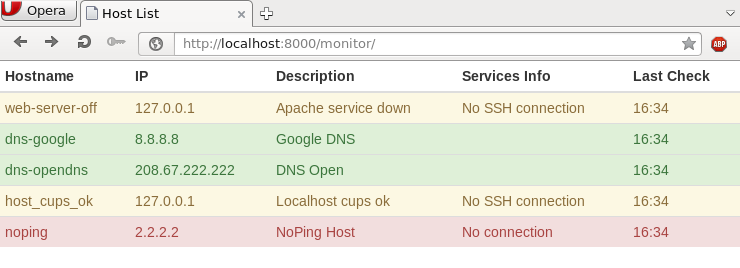 Opera
Host List
http://localhost:8000/monitor/
ABP
Hostname IP Description Services Info Last Check
web-server-off 127.0.0.1 Apache service down No SSH connection 16:34
dns-google 8.8.8.8 Google DNS 16:34
dns-opendns 208.67.222.222 DNS Open 16:34
host_cups_ok 127.0.0.1 Localhost cups ok No SSH connection 16:34
noping 2.2.2.2 NoPing Host No connection 16:34